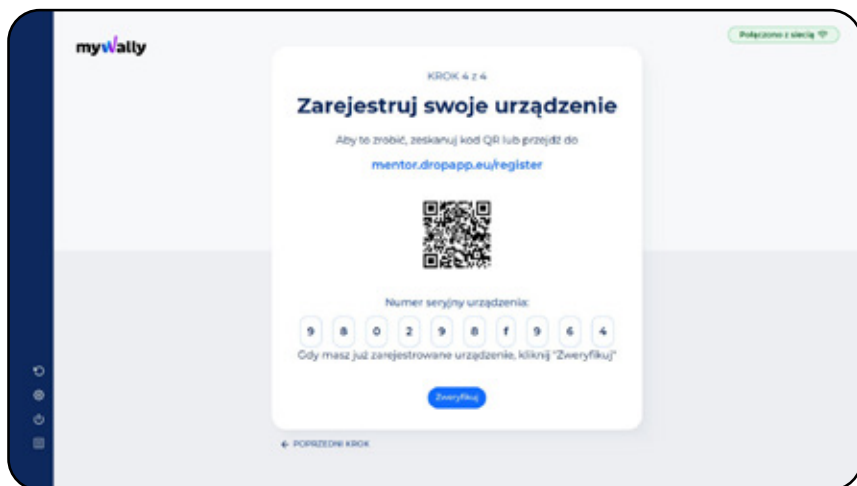 myWally
Połączono z siecią
KROK 4 z 4
Zarejestruj swoje urządzenie
Aby to zrobić, zeskanuj kod QR lub przejdź do
mentor.dropapp.eu/register
Numer seryjny urządzenia:
9 8 0 2 9 8 f 9 6 4
Gdy masz już zarejestrowane urządzenie, kliknij "Zweryfikuj"
Zweryfikuj
← POPRZEDNI KROK